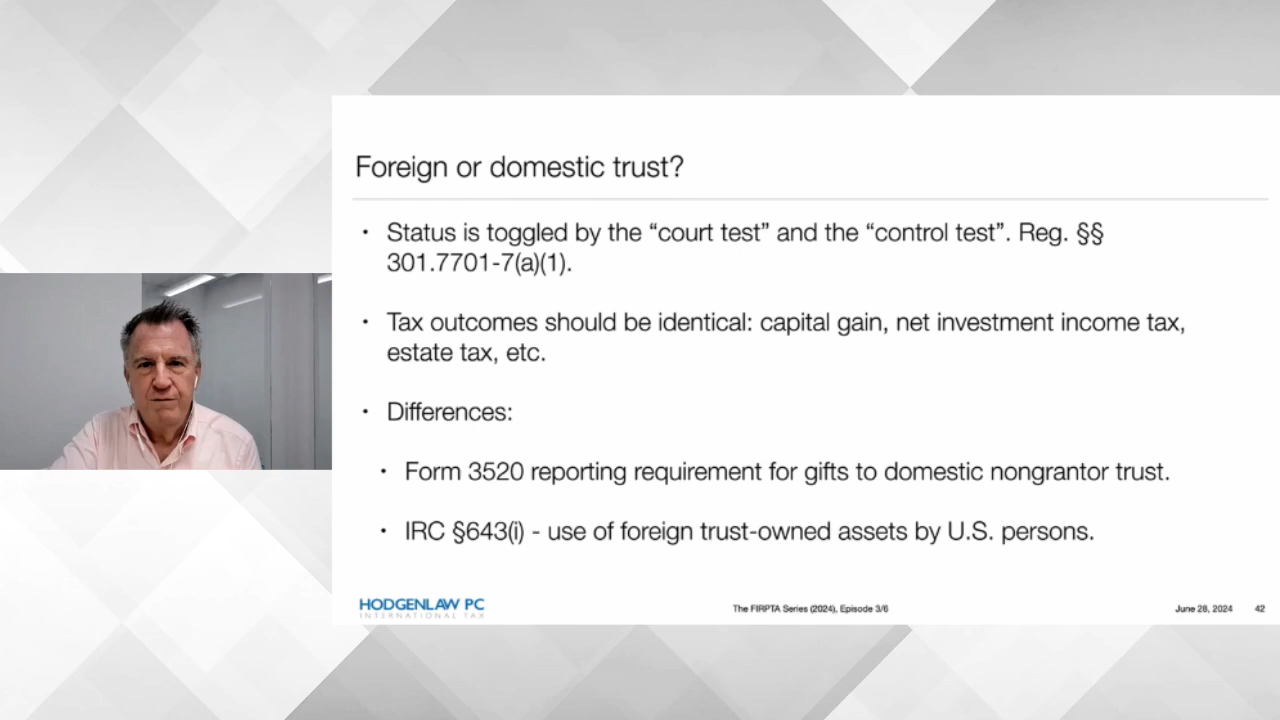 Foreign or domestic trust?
• Status is toggled by the “court test” and the “control test”. Reg. §§
301.7701-7(a)(1).
• Tax outcomes should be identical: capital gain, net investment income tax,
estate tax, etc.
• Differences:
• Form 3520 reporting requirement for gifts to domestic nongrantor trust.
• IRC §643(i) - use of foreign trust-owned assets by U.S. persons.
HODGENLAW PC
INTERNATIONAL TAX
The FIRPTA Series (2024), Episode 3/6
June 28, 2024
42